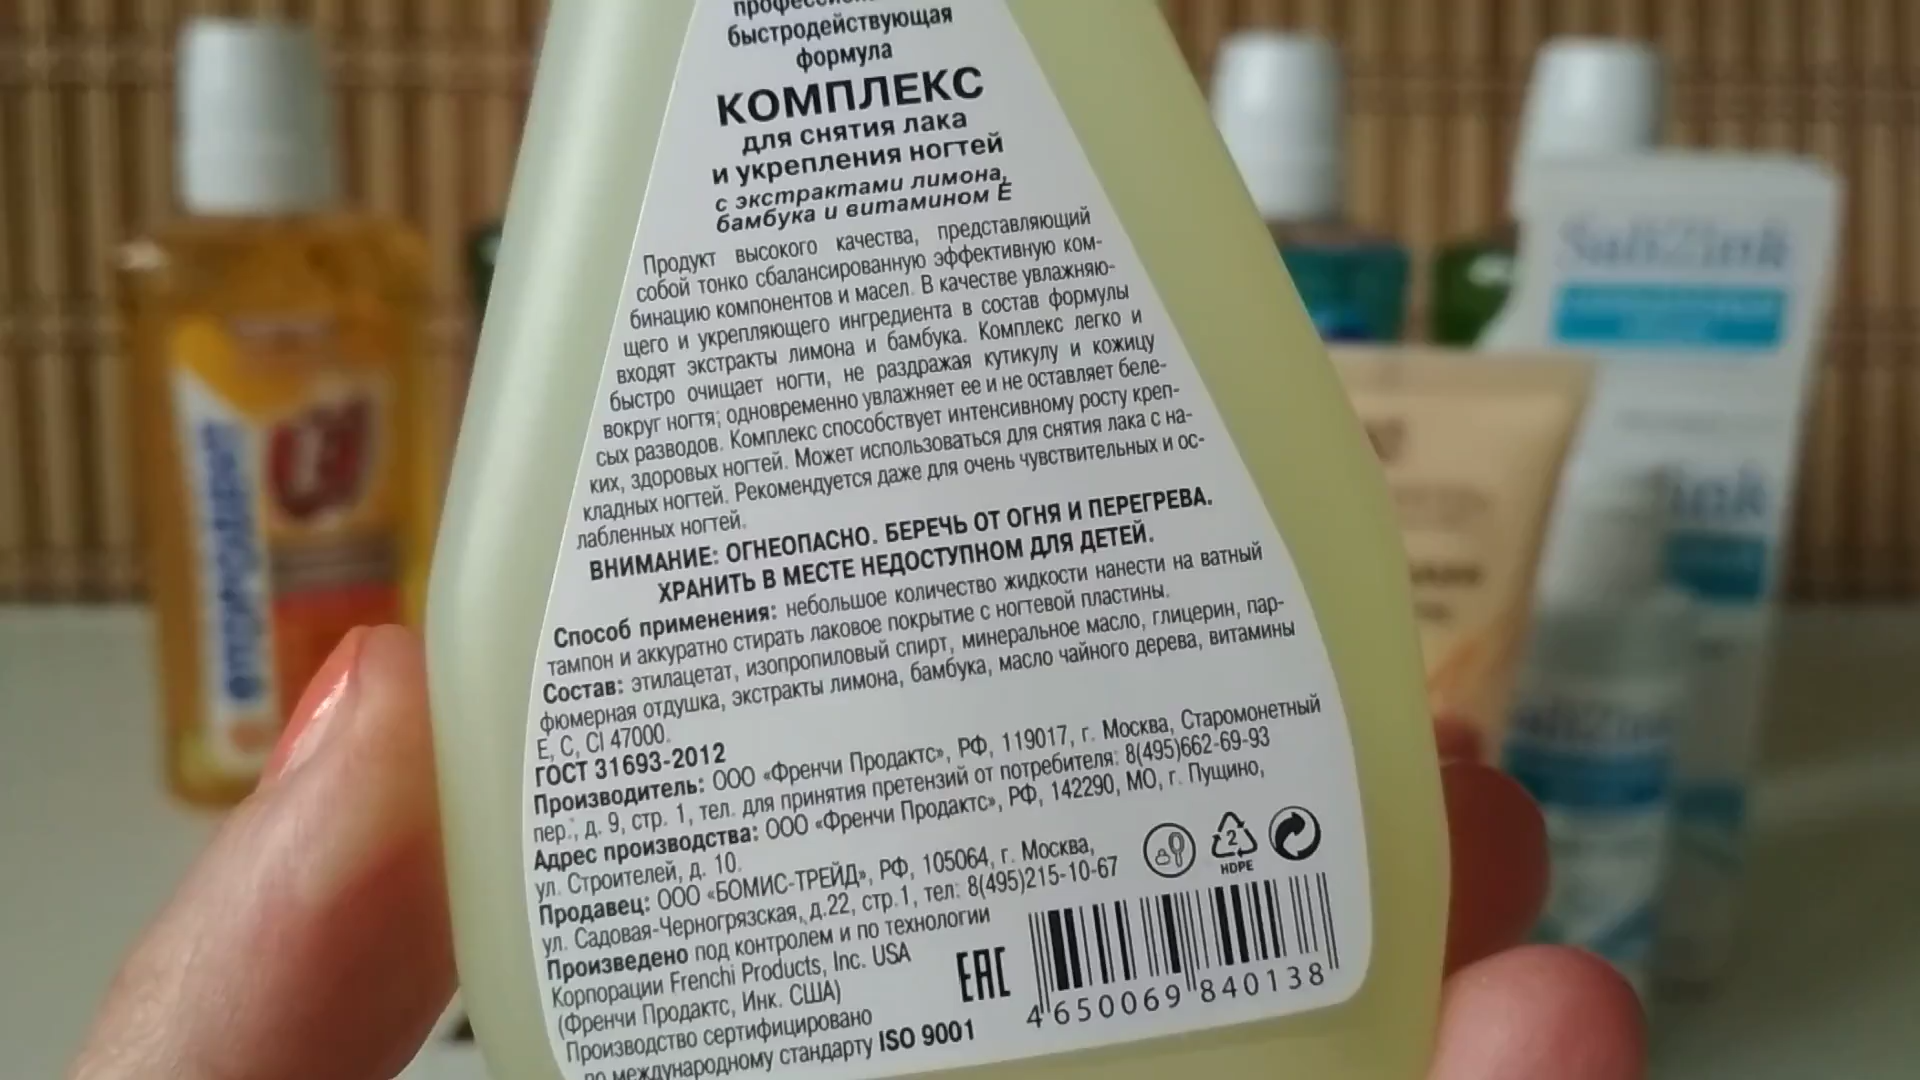 быстродействующая
формула
КОМПЛЕКС
для снятия лака
и укрепления ногтей
с экстрактами лимона,
бамбука и витамином Е
Продукт высокого качества, представляющий
собой тонко сбалансированную эффективную ком-
бинацию компонентов и масел. В качестве увлажняю-
щего и укрепляющего ингредиента в состав формулы
входят экстракты лимона и бамбука. Комплекс легко и
быстро очищает ногти, не раздражая кутикулу и кожицу
вокруг ногтя; одновременно увлажняет ее и не оставляет беле-
сых разводов. Комплекс способствует интенсивному росту креп-
ких, здоровых ногтей. Может использоваться для снятия лака с на-
кладных ногтей. Рекомендуется даже для очень чувствительных и ос-
лабленных ногтей.
ВНИМАНИЕ: ОГНЕОПАСНО. БЕРЕЧЬ ОТ ОГНЯ И ПЕРЕГРЕВА.
ХРАНИТЬ В МЕСТЕ НЕДОСТУПНОМ ДЛЯ ДЕТЕЙ.
Способ применения: небольшое количество жидкости нанести на ватный
тампон и аккуратно стирать лаковое покрытие с ногтевой пластины.
Состав: этилацетат, изопропиловый спирт, минеральное масло, глицерин, пар-
фюмерная отдушка, экстракты лимона, бамбука, масло чайного дерева, витамины
Е, С, CI 47000.
ГОСТ 31693-2012
Производитель: ООО «Френчи Продактс», РФ, 119017, г. Москва, Старомонетный
пер., д. 9, стр. 1, тел. для принятия претензий от потребителя: 8(495)662-69-93
Адрес производства: ООО «Френчи Продактс», РФ, 142290, МО, г. Пущино,
ул. Строителей, д. 10.
Продавец: ООО «БОМИС-ТРЕЙД», РФ, 105064, г. Москва,
ул. Садовая-Черногрязская, д.22, стр.1, тел: 8(495)215-10-67
Произведено под контролем и по технологии
Корпорации Frenchi Products, Inc. USA
(Френчи Продактс, Инк. США)
Производство сертифицировано
по международному стандарту ISO 9001
2
HDPE
ЕАС
4 650069 840138
ФТОРОДЕНТ
SaliZink